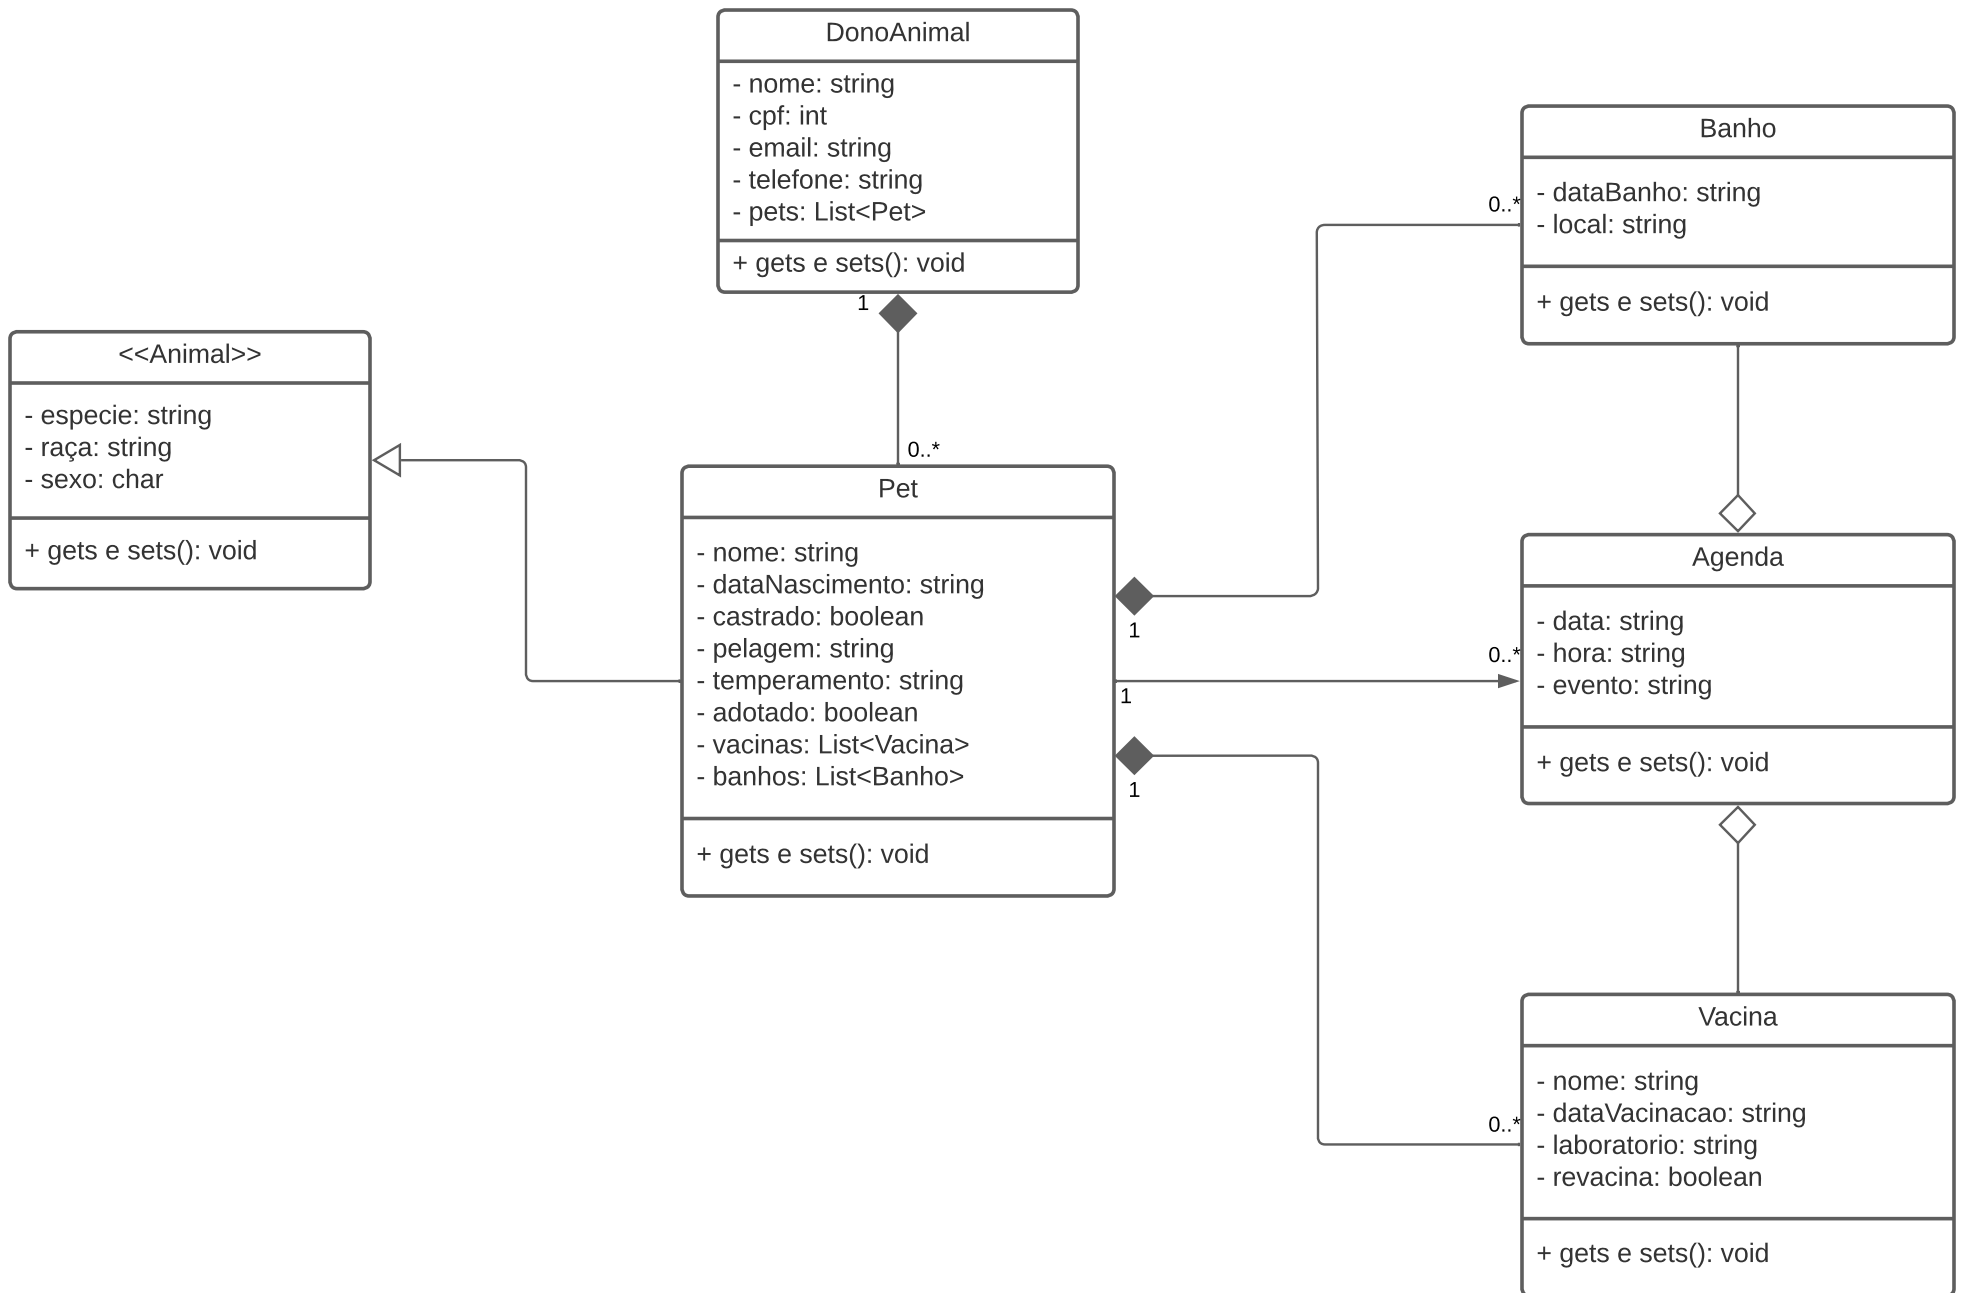 DonoAnimal
- nome: string
- cpf: int
- email: string
- telefone: string
- pets: List<Pet>
+ gets e sets(): void
1
0..*
<<Animal>>
- especie: string
- raça: string
- sexo: char
+ gets e sets(): void
Pet
- nome: string
- dataNascimento: string
- castrado: boolean
- pelagem: string
- temperamento: string
- adotado: boolean
- vacinas: List<Vacina>
- banhos: List<Banho>
+ gets e sets(): void
1
0..*
1
0..*
1
0..*
Banho
- dataBanho: string
- local: string
+ gets e sets(): void
Agenda
- data: string
- hora: string
- evento: string
+ gets e sets(): void
Vacina
- nome: string
- dataVacinacao: string
- laboratorio: string
- revacina: boolean
+ gets e sets(): void